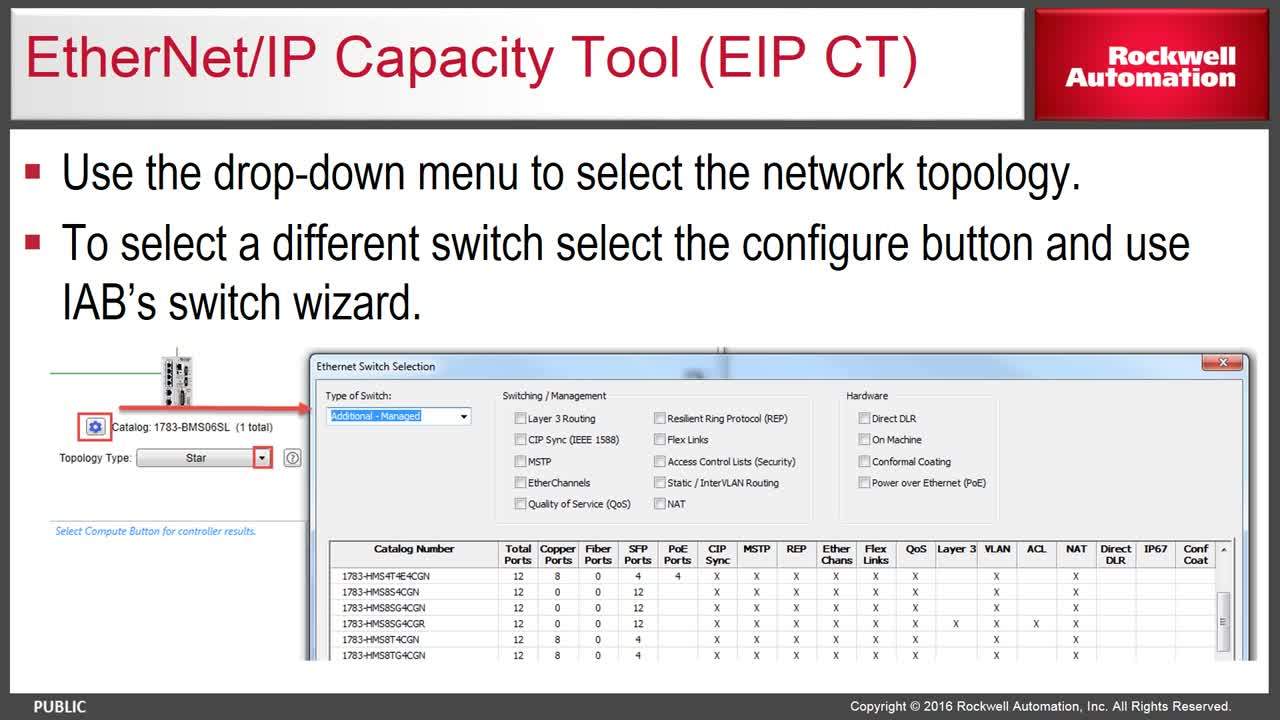 EtherNet/IP Capacity Tool (EIP CT)
Rockwell
Automation
Use the drop-down menu to select the network topology.
To select a different switch select the configure button and use
IAB's switch wizard.
Catalog: 1783-BMS06SL (1 total)
Topology Type: Star
Select Compute Button for controller results.
Ethernet Switch Selection
Type of Switch:
Additional - Managed
Switching / Management
Layer 3 Routing
Resilient Ring Protocol (REP)
CIP Sync (IEEE 1588)
Flex Links
MSTP
Access Control Lists (Security)
EtherChannels
Static / InterVLAN Routing
Quality of Service (QoS)
NAT
Hardware
Direct DLR
On Machine
Conformal Coating
Power over Ethernet (PoE)
Catalog Number Total Ports Copper Ports Fiber Ports SFP Ports PoE Ports CIP Sync MSTP REP Ether Chans Flex Links QoS Layer 3 VLAN ACL NAT Direct DLR IP67 Conf Coat
1783-HMS4T4E4CGN 12 8 0 4 4 X X X X X X X X
1783-HMS8S4CGN 12 0 0 12 X X X X X X X X
1783-HMS8SG4CGN 12 0 0 12 X X X X X X X X
1783-HMS8SG4CGR 12 0 0 12 X X X X X X X X X X
1783-HMS8T4CGN 12 8 0 4 X X X X X X X X
1783-HMS8TG4CGN 12 8 0 4 X X X X X X X X
PUBLIC
Copyright © 2016 Rockwell Automation, Inc. All Rights Reserved.